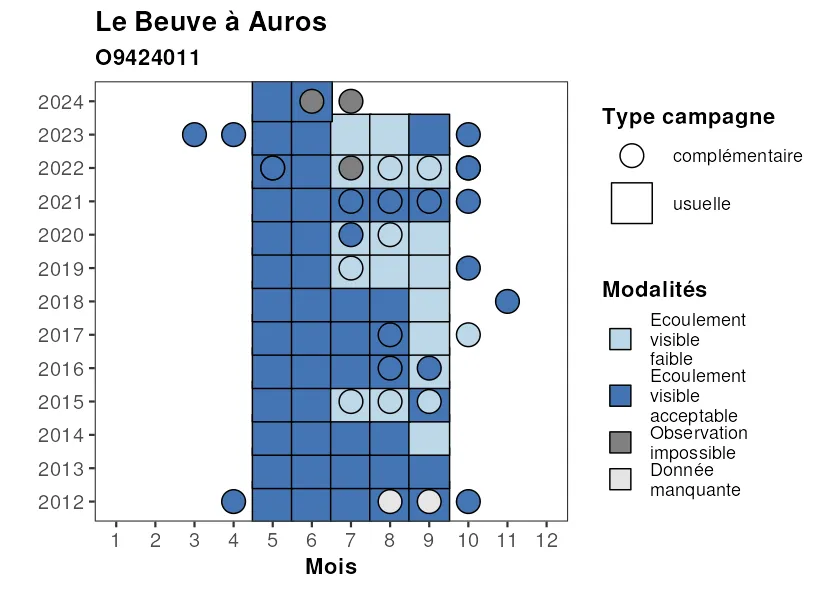 Le Beuve à Auros
O9424011
2024
2023
2022
2021
2020
2019
2018
2017
2016
2015
2014
2013
2012
1 2 3 4 5 6 7 8 9 10 11 12
Mois
Type campagne
complémentaire
usuelle
Modalités
Ecoulement
visible
faible
Ecoulement
visible
acceptable
Observation
impossible
Donnée
manquante